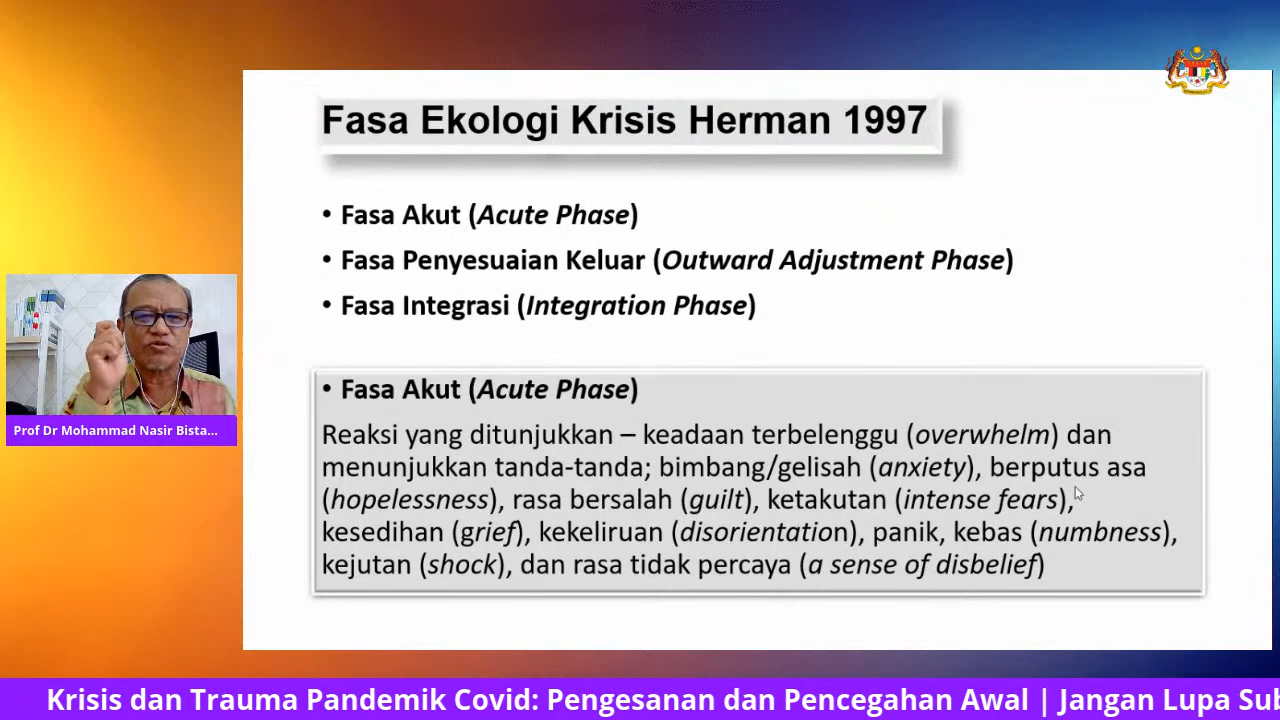 Fasa Ekologi Krisis Herman 1997
• Fasa Akut (Acute Phase)
• Fasa Penyesuaian Keluar (Outward Adjustment Phase)
• Fasa Integrasi (Integration Phase)
• Fasa Akut (Acute Phase)
Reaksi yang ditunjukkan – keadaan terbelenggu (overwhelm) dan
menunjukkan tanda-tanda; bimbang/gelisah (anxiety), berputus asa
(hopelessness), rasa bersalah (guilt), ketakutan (intense fears),
kesedihan (grief), kekeliruan (disorientation), panik, kebas (numbness),
kejutan (shock), dan rasa tidak percaya (a sense of disbelief)
Prof Dr Mohammad Nasir Bista...
Krisis dan Trauma Pandemik Covid: Pengesanan dan Pencegahan Awal | Jangan Lupa Sub